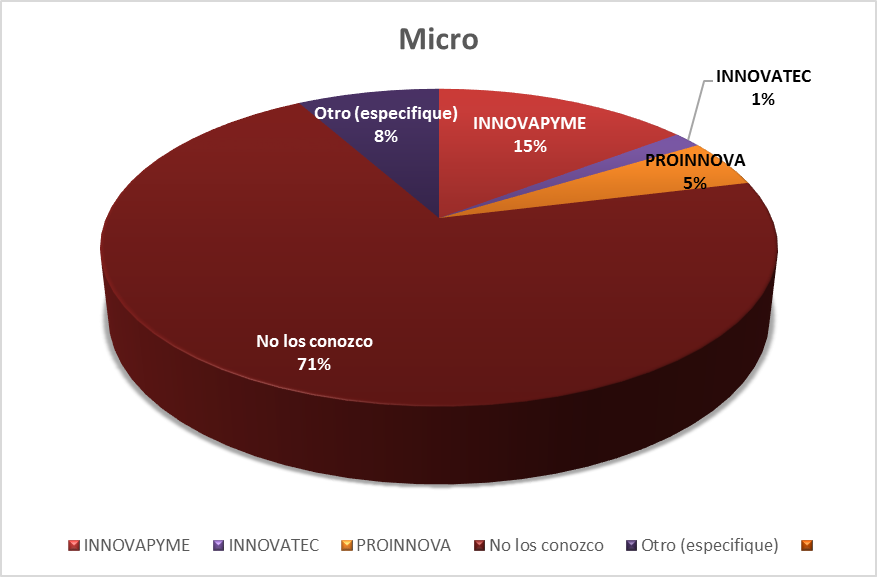 Micro
INNOVATEC
1%
Otro (especifique)
8%
INNOVAPYME
15%
PROINNOVA
5%
No los conozco
71%
INNOVAPYME INNOVATEC PROINNOVA No los conozco Otro (especifique)